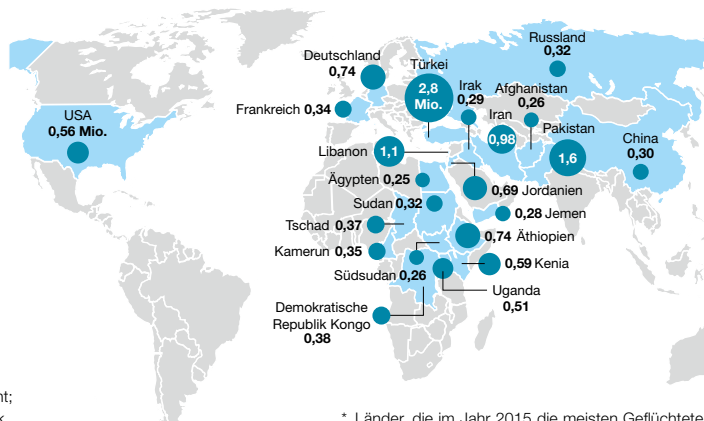 Russland
0,32
Deutschland
0,74
Türkei
2,8
Mio.
Irak
0,29
Afghanistan
0,26
USA
0,56 Mio.
Frankreich 0,34
Iran
0,98
Pakistan
1,6
China
0,30
Libanon
1,1
Ägypten 0,25
0,69 Jordanien
Sudan 0,32
0,28 Jemen
Tschad 0,37
0,74 Äthiopien
Kamerun 0,35
0,59 Kenia
Südsudan 0,26
Uganda
0,51
Demokratische
Republik Kongo
0,38
nt;
* Länder, die im Jahr 2015 die meisten Geflüchtete